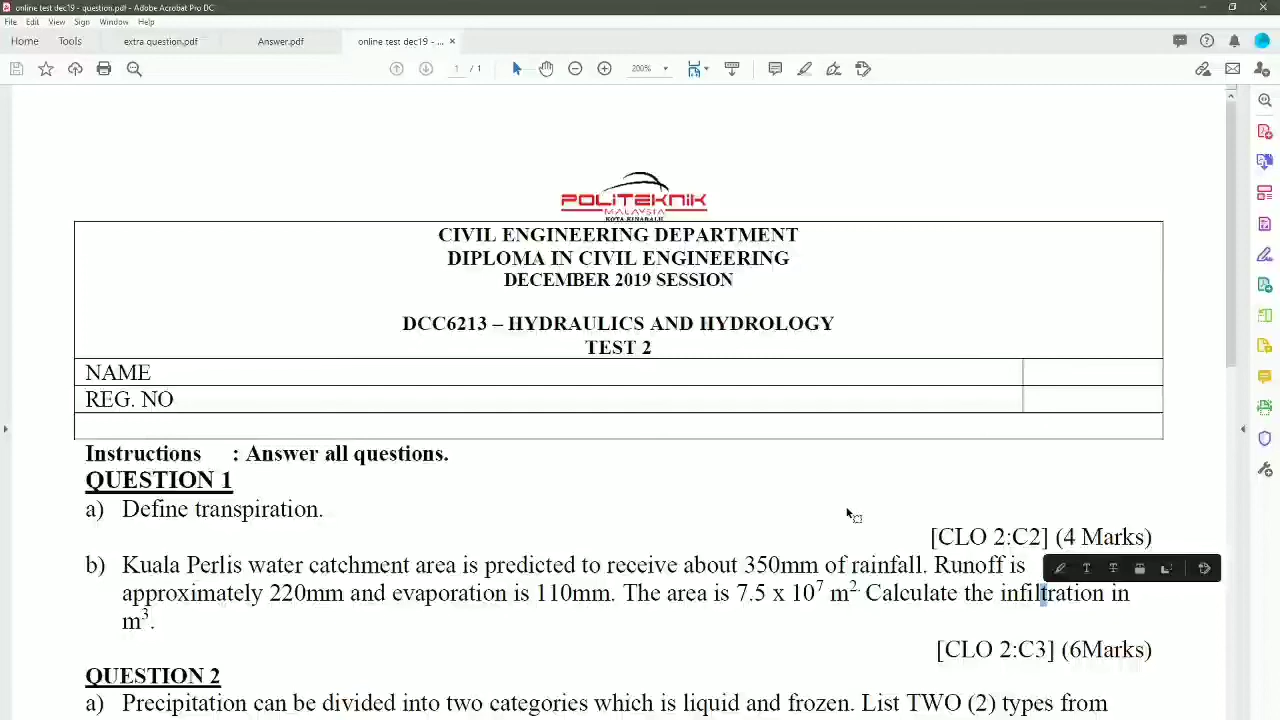 online test dec19 - question.pdf - Adobe Acrobat Pro DC
File Edit View Sign Window Help
Home Tools extra question.pdf Answer.pdf online test dec19 - ... ×
1 / 1 200%
POLITEKNIK
MALAYSIA
KOTA KINABALU
CIVIL ENGINEERING DEPARTMENT
DIPLOMA IN CIVIL ENGINEERING
DECEMBER 2019 SESSION
DCC6213 – HYDRAULICS AND HYDROLOGY
TEST 2
NAME
REG. NO
Instructions : Answer all questions.
QUESTION 1
a) Define transpiration.
[CLO 2:C2] (4 Marks)
b) Kuala Perlis water catchment area is predicted to receive about 350mm of rainfall. Runoff is
approximately 220mm and evaporation is 110mm. The area is 7.5 x 10⁷ m². Calculate the infiltration in
m³.
[CLO 2:C3] (6Marks)
QUESTION 2
a) Precipitation can be divided into two categories which is liquid and frozen. List TWO (2) types from